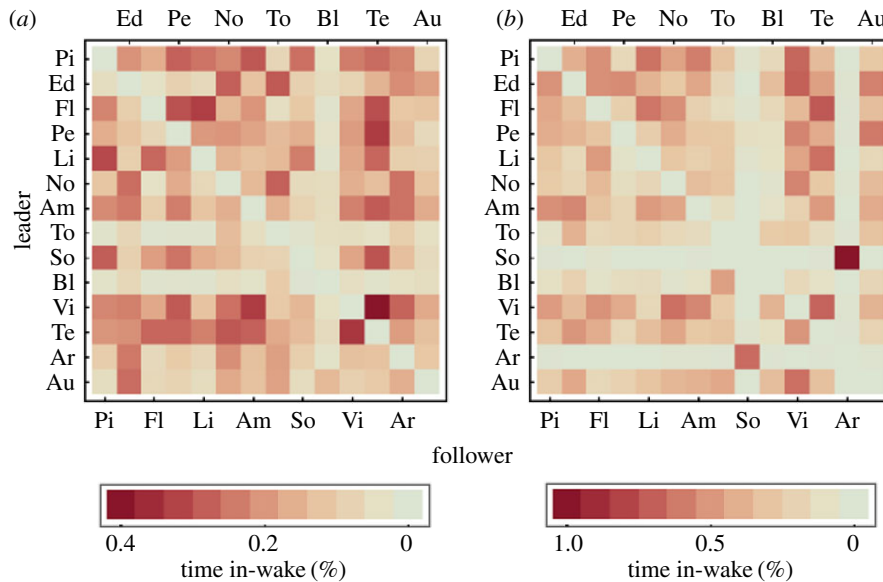 (a) Ed Pe No To Bl Te Au (b) Ed Pe No To Bl Te Au
Pi Pi
Ed Ed
Fl Fl
Pe Pe
Li Li
No No
Am Am
To To
So So
Bl Bl
Vi Vi
Te Te
Ar Ar
Au Au
leader
Pi Fl Li Am So Vi Ar Pi Fl Li Am So Vi Ar
follower
0.4 0.2 0 1.0 0.5 0
time in-wake (%) time in-wake (%)